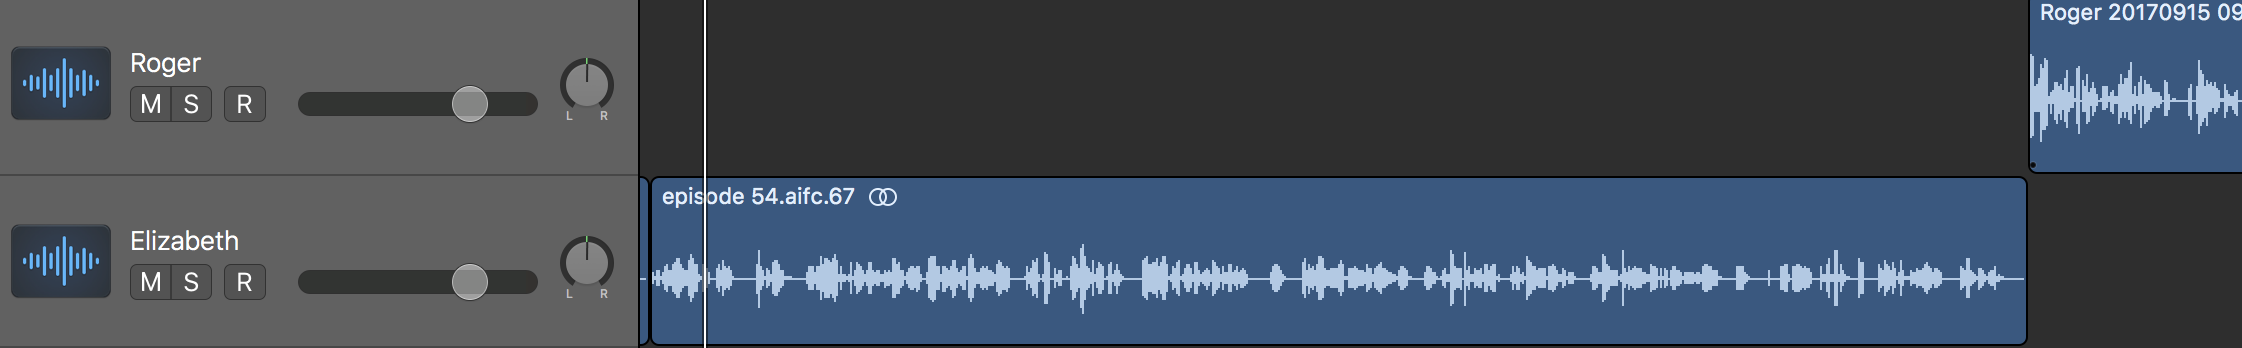 Roger
M S R
L R
Roger 20170915 09
Elizabeth
M S R
L R
episode 54.aifc.67